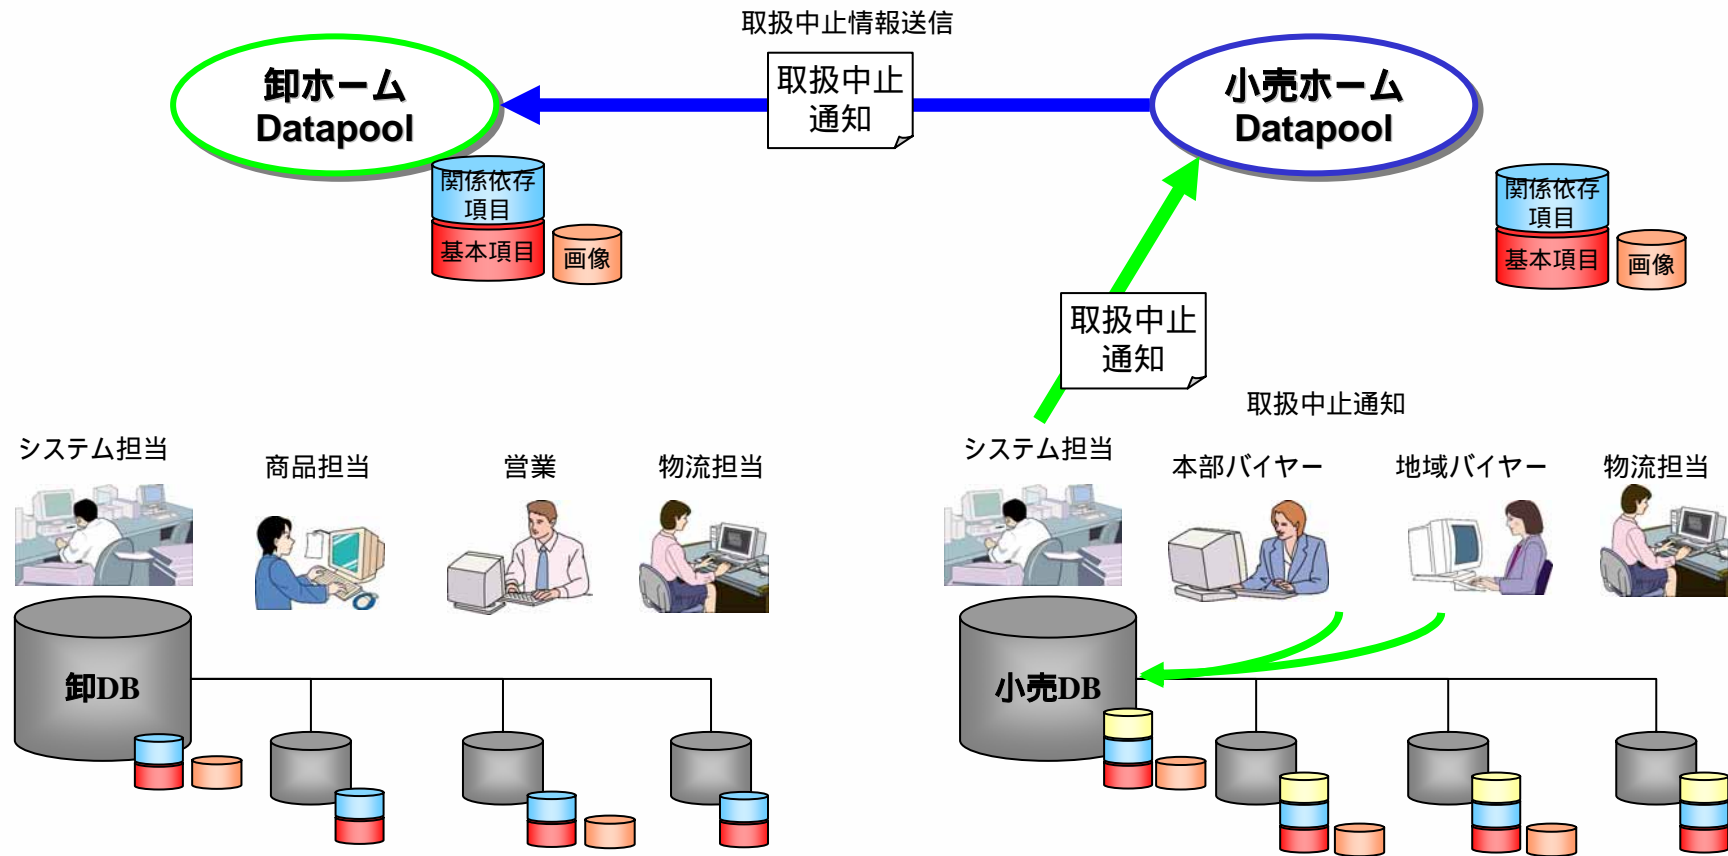 取扱中止情報送信
卸ホーム
Datapool
取扱中止
通知
小売ホーム
Datapool
関係依存
項目
基本項目
画像
関係依存
項目
基本項目
画像
取扱中止
通知
取扱中止通知
システム担当
商品担当
営業
物流担当
システム担当
本部バイヤー
地域バイヤー
物流担当
卸DB
小売DB